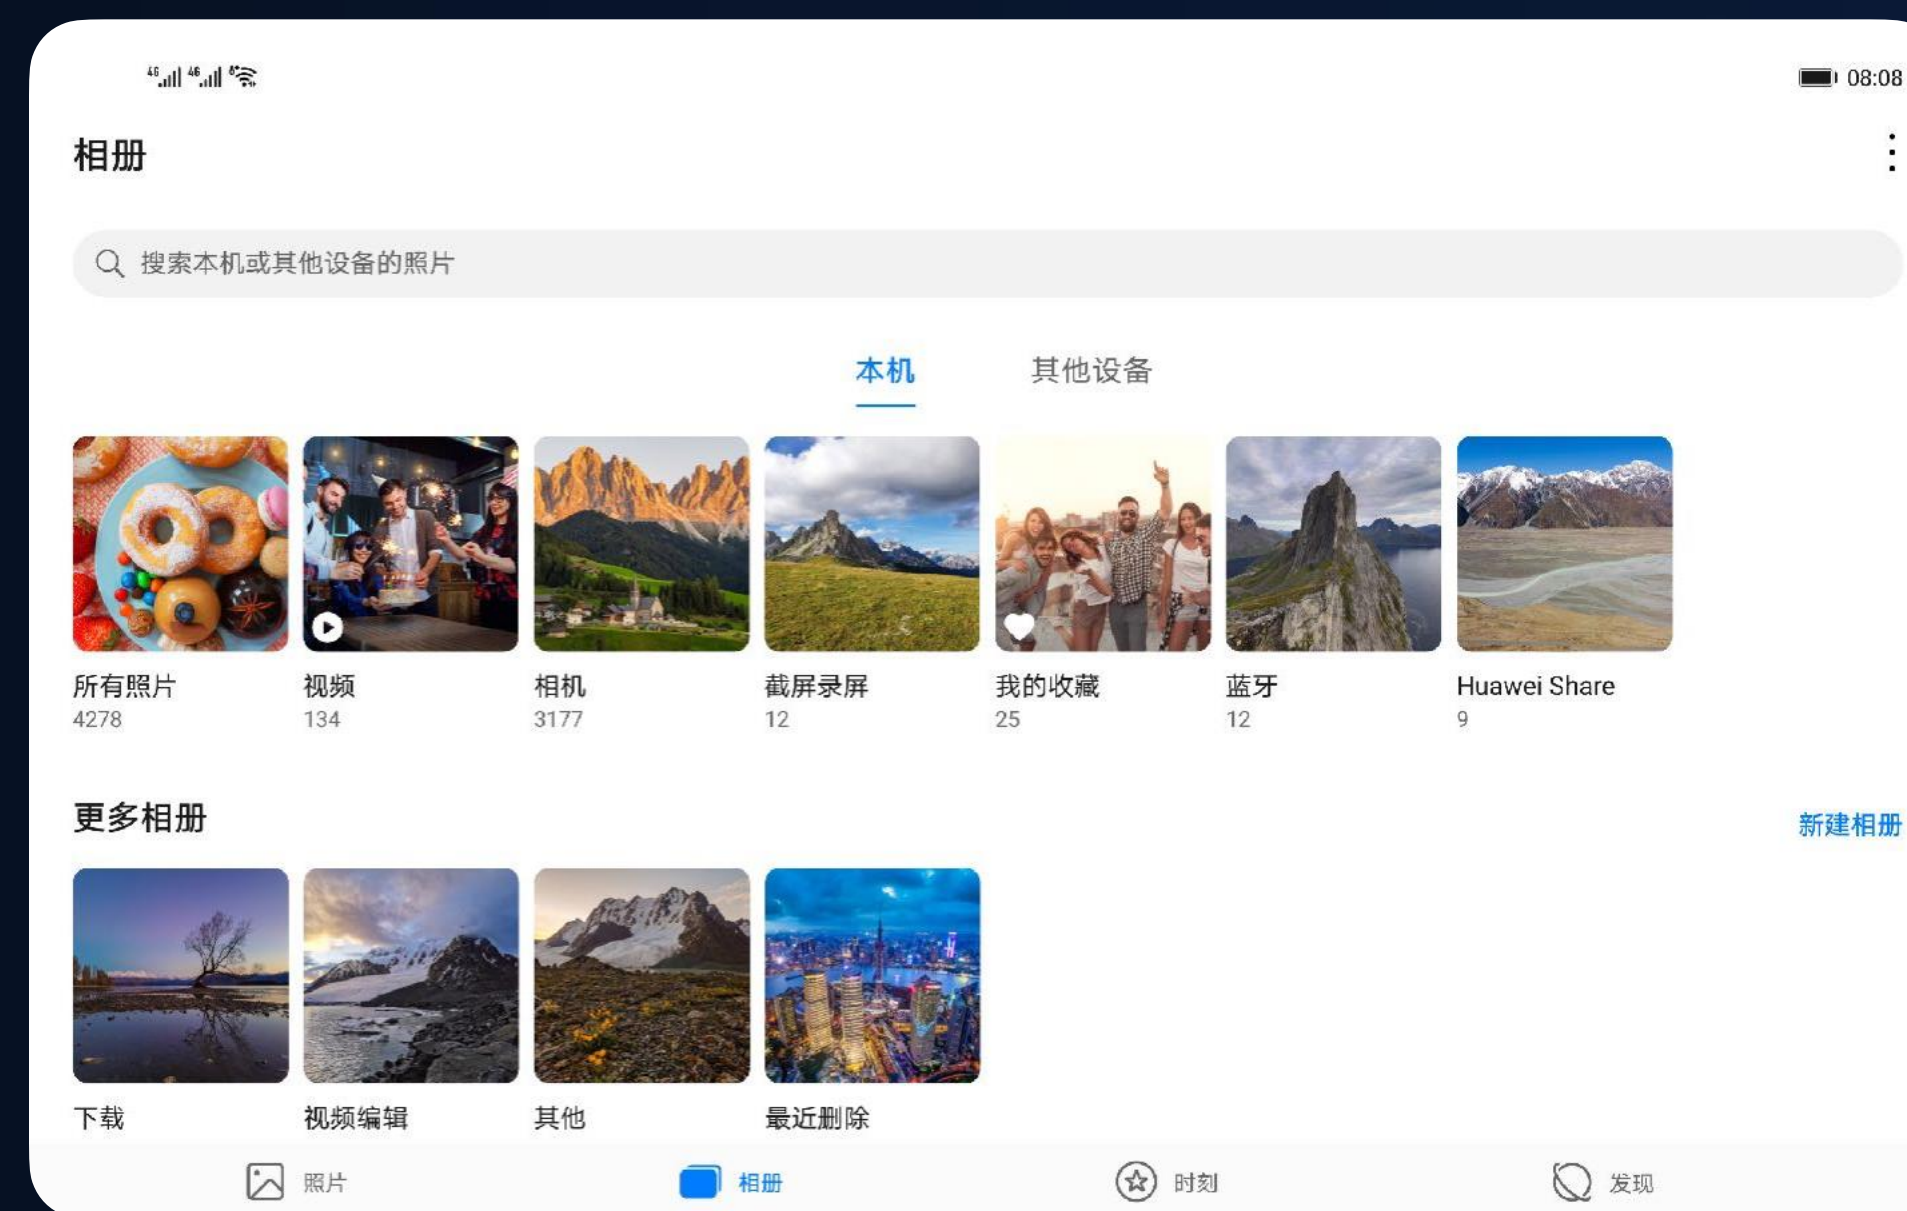 4G 4G 6+ 08:08
相册
搜索本机或其他设备的照片
本机 其他设备
所有照片 视频 相机 截屏录屏 我的收藏 蓝牙 Huawei Share
4278 134 3177 12 25 12 9
更多相册 新建相册
下载 视频编辑 其他 最近删除
照片 相册 时刻 发现